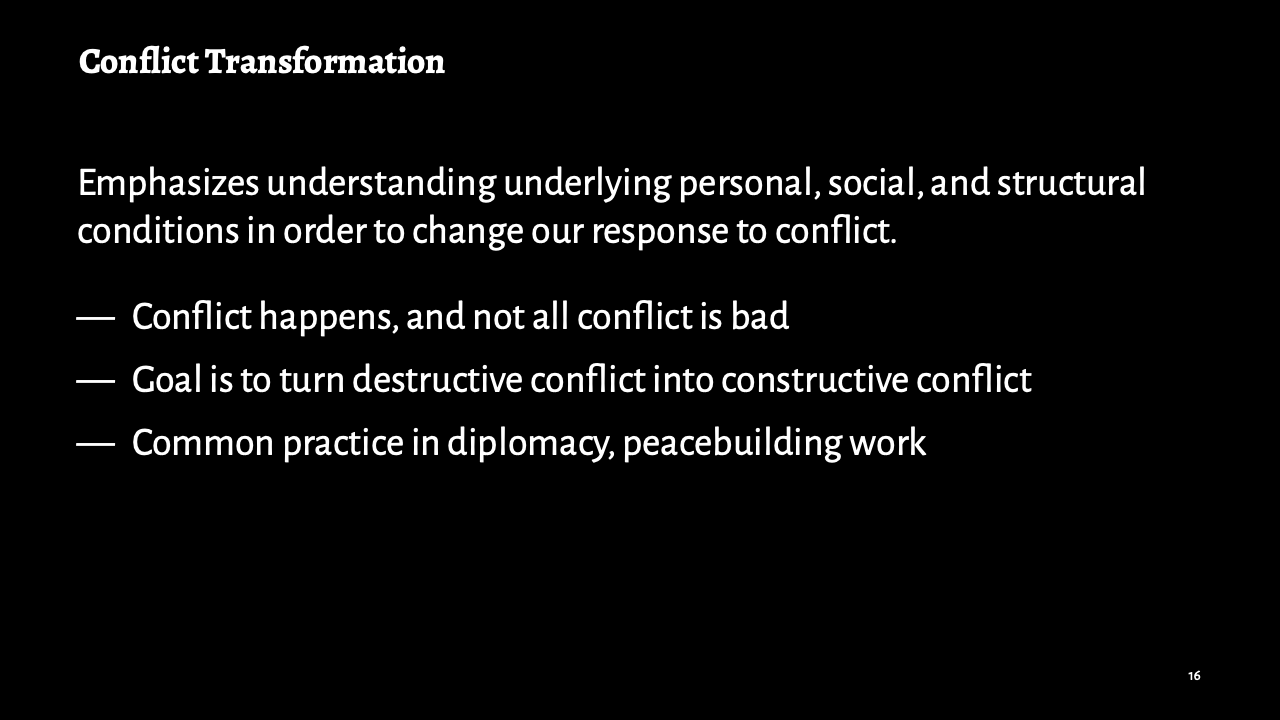 Conflict Transformation
Emphasizes understanding underlying personal, social, and structural
conditions in order to change our response to conflict.
— Conflict happens, and not all conflict is bad
— Goal is to turn destructive conflict into constructive conflict
— Common practice in diplomacy, peacebuilding work
16